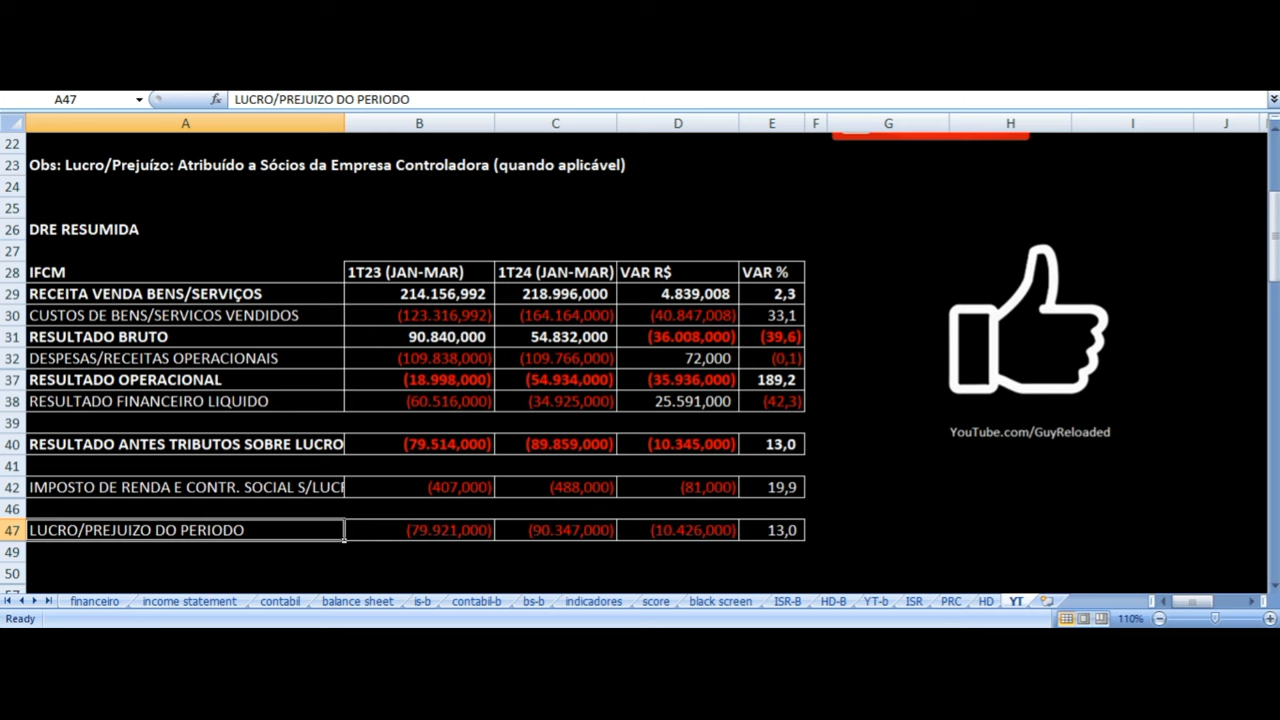 A47 fx LUCRO/PREJUIZO DO PERIODO
A B C D E F G H I J
22
23 Obs: Lucro/Prejuízo: Atribuído a Sócios da Empresa Controladora (quando aplicável)
24
25
26 DRE RESUMIDA
27
28 IFCM 1T23 (JAN-MAR) 1T24 (JAN-MAR) VAR R$ VAR %
29 RECEITA VENDA BENS/SERVIÇOS 214.156,992 218.996,000 4.839,008 2,3
30 CUSTOS DE BENS/SERVICOS VENDIDOS (123.316,992) (164.164,000) (40.847,008) 33,1
31 RESULTADO BRUTO 90.840,000 54.832,000 (36.008,000) (39,6)
32 DESPESAS/RECEITAS OPERACIONAIS (109.838,000) (109.766,000) 72,000 (0,1)
37 RESULTADO OPERACIONAL (18.998,000) (54.934,000) (35.936,000) 189,2
38 RESULTADO FINANCEIRO LIQUIDO (60.516,000) (34.925,000) 25.591,000 (42,3)
39
40 RESULTADO ANTES TRIBUTOS SOBRE LUCRO (79.514,000) (89.859,000) (10.345,000) 13,0
41
42 IMPOSTO DE RENDA E CONTR. SOCIAL S/LUCR (407,000) (488,000) (81,000) 19,9
46
47 LUCRO/PREJUIZO DO PERIODO (79.921,000) (90.347,000) (10.426,000) 13,0
49
50
YouTube.com/GuyReloaded
financeiro income statement contabil balance sheet is-b contabil-b bs-b indicadores score black screen ISR-B HD-B YT-b ISR PRC HD YT
Ready 110%